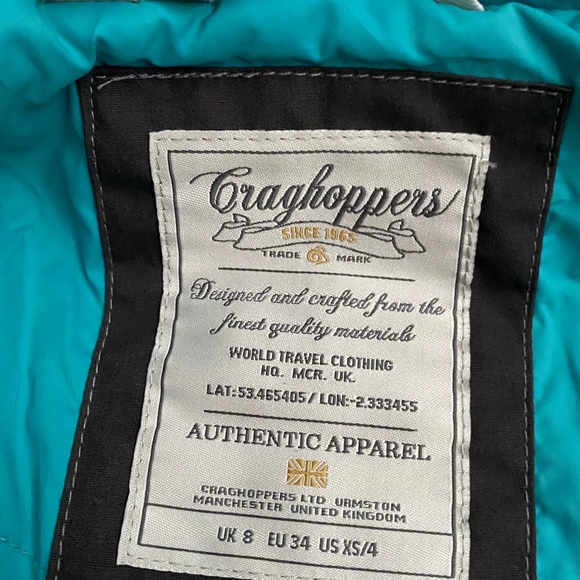 Craghoppers
SINCE 1965
TRADE MARK
Designed and crafted from the
finest quality materials
WORLD TRAVEL CLOTHING
HQ. MCR. UK.
LAT:53.465405/LON:-2.333455
AUTHENTIC APPAREL
CRAGHOPPERS LTD URMSTON
MANCHESTER UNITED KINGDOM
UK 8 EU 34 US XS/4